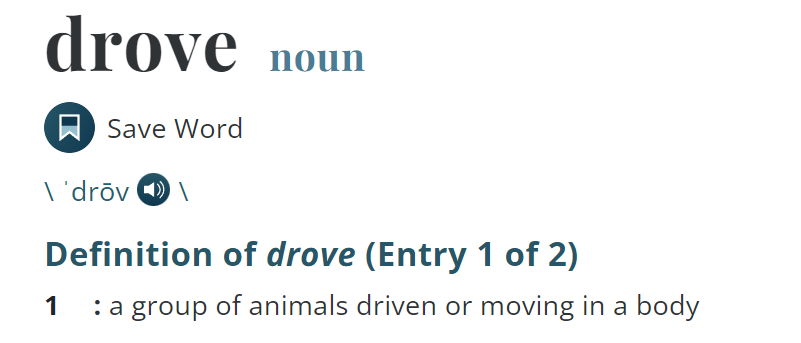 drove noun
Save Word
\ ˈdrōv \
Definition of drove (Entry 1 of 2)
1 : a group of animals driven or moving in a body